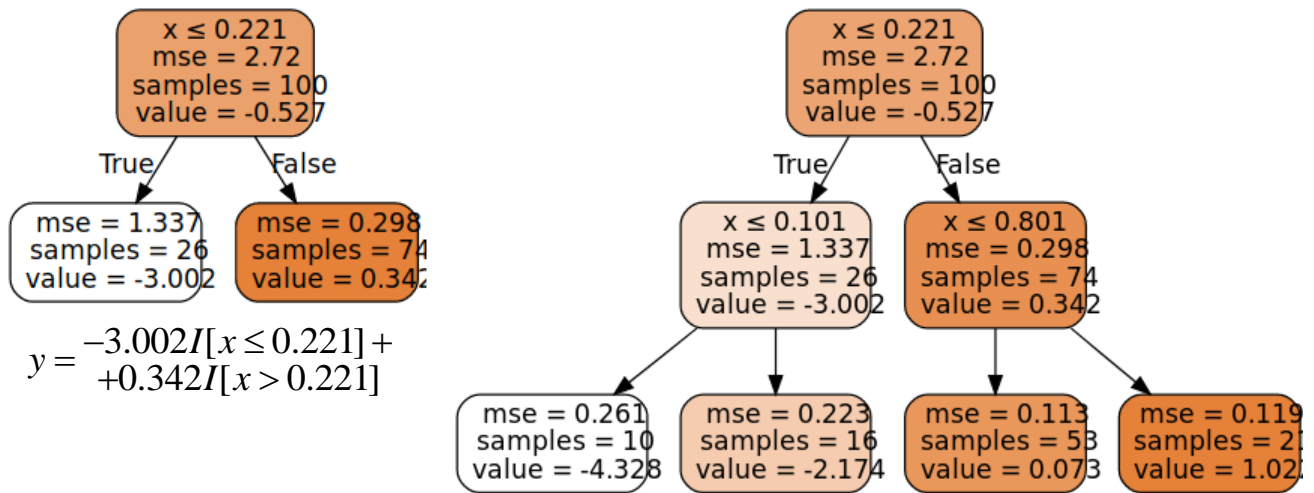 x ≤ 0.221
mse = 2.72
samples = 100
value = -0.527
True
False
mse = 1.337
samples = 26
value = -3.002
mse = 0.298
samples = 74
value = 0.342
y = −3.002I[x ≤ 0.221] +
+0.342I[x > 0.221]
x ≤ 0.221
mse = 2.72
samples = 100
value = -0.527
True
False
x ≤ 0.101
mse = 1.337
samples = 26
value = -3.002
x ≤ 0.801
mse = 0.298
samples = 74
value = 0.342
mse = 0.261
samples = 10
value = -4.328
mse = 0.223
samples = 16
value = -2.174
mse = 0.113
samples = 53
value = 0.073
mse = 0.119
samples = 21
value = 1.022